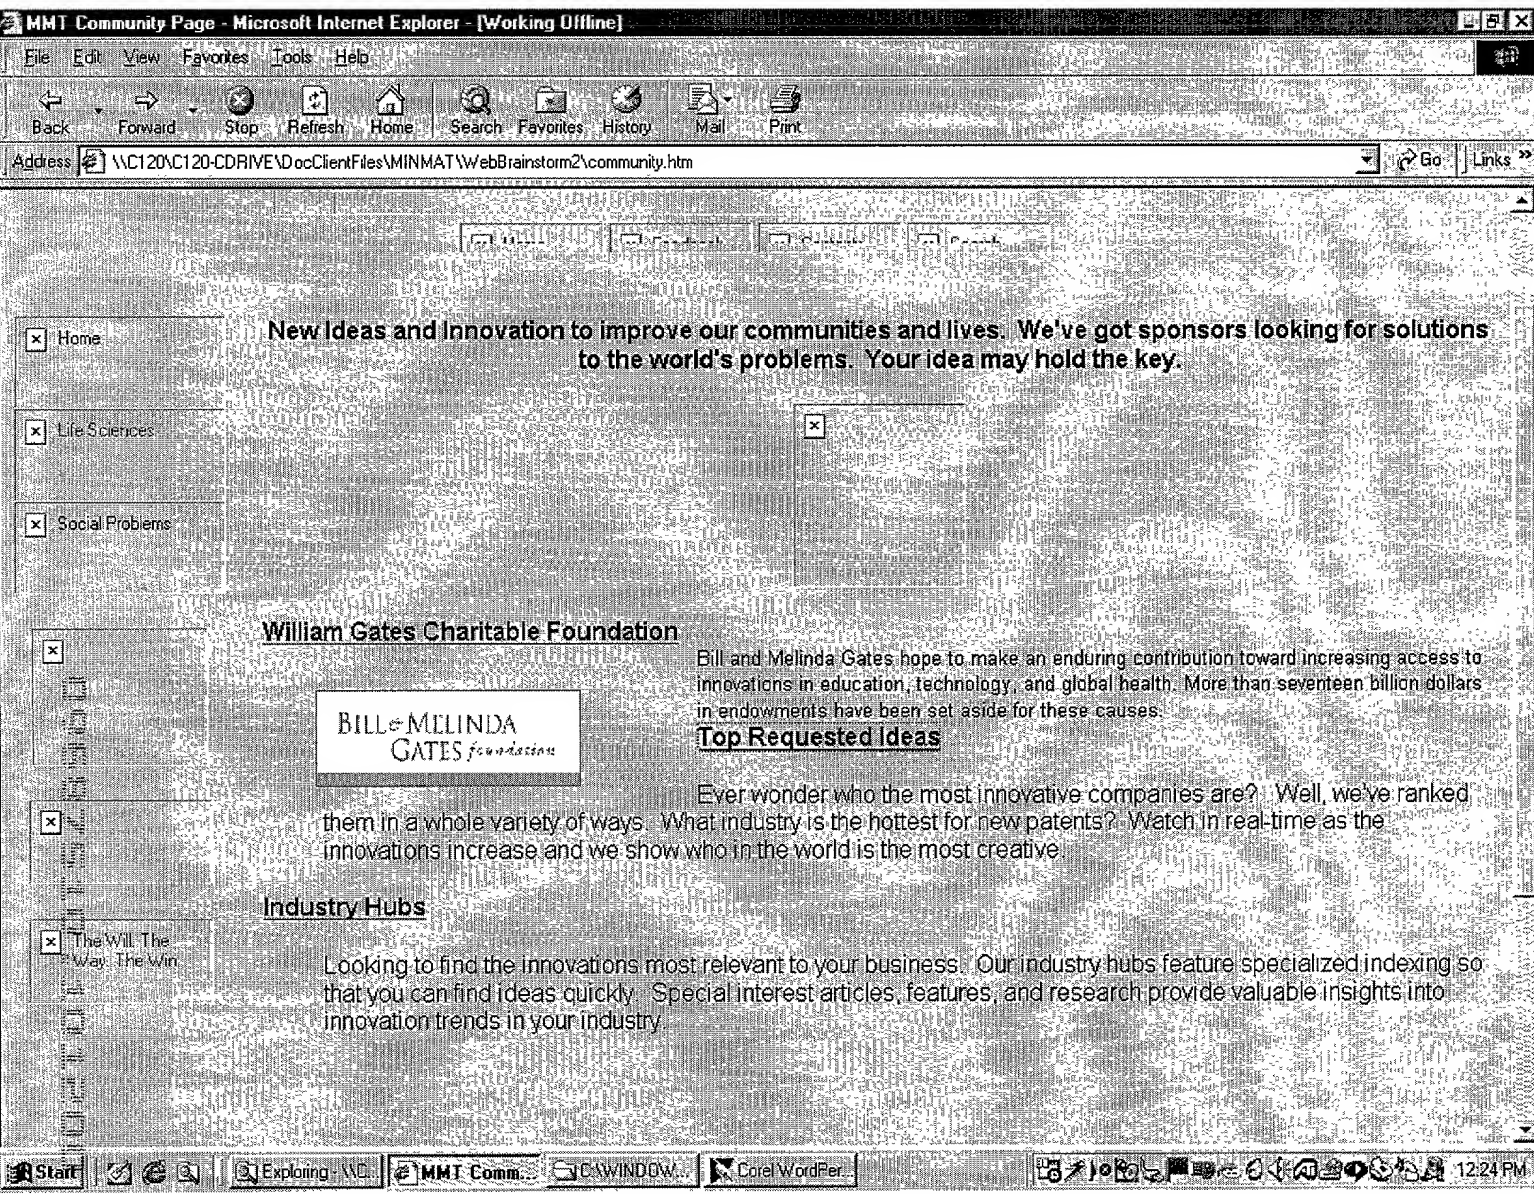 MMT Community Page - Microsoft Internet Explorer - [Working Offline]
File Edit View Favorites Tools Help
Back Forward Stop Refresh Home Search Favorites History Mail Print
Address \\C120\C120-CDRIVE\DocClientFiles\MINMAT\WebBrainstorm2\community.htm Go Links »
Home Feedback Contents Search
New Ideas and Innovation to improve our communities and lives. We've got sponsors looking for solutions
to the world's problems. Your idea may hold the key.
Home
Life Sciences
Social Problems
William Gates Charitable Foundation
Bill and Melinda Gates hope to make an enduring contribution toward increasing access to
innovations in education, technology, and global health. More than seventeen billion dollars
in endowments have been set aside for these causes.
BILL & MELINDA
GATES foundation
Top Requested Ideas
Ever wonder who the most innovative companies are? Well, we've ranked
them in a whole variety of ways. What industry is the hottest for new patents? Watch in real-time as the
innovations increase and we show who in the world is the most creative.
Industry Hubs
The Will. The
Way. The Win
Looking to find the innovations most relevant to your business. Our industry hubs feature specialized indexing so
that you can find ideas quickly. Special interest articles, features, and research provide valuable insights into
innovation trends in your industry.
Start Exploring - \\C... MMT Comm... C:\WINDOW... Corel WordPer... 12:24 PM